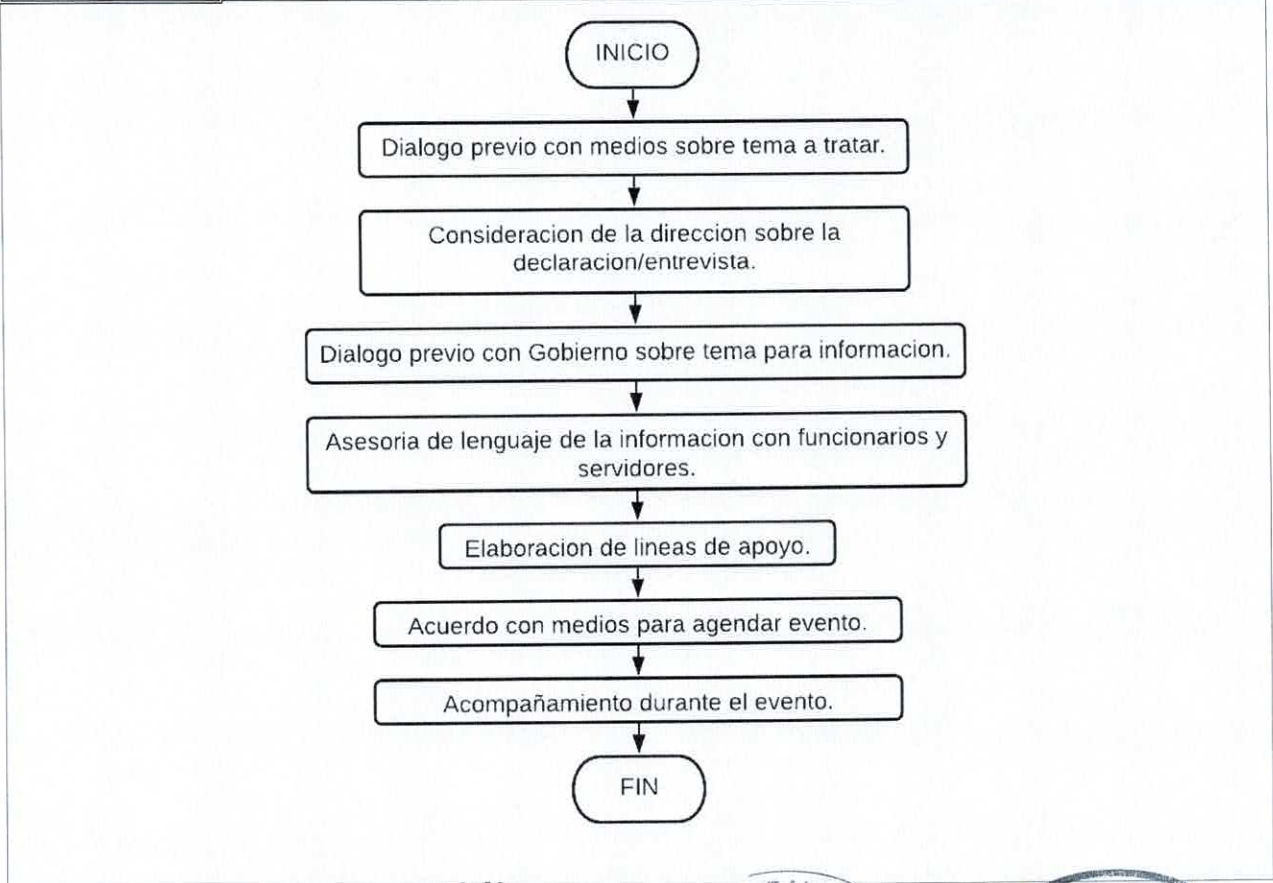 INICIO
Dialogo previo con medios sobre tema a tratar.
Consideracion de la direccion sobre la
declaracion/entrevista.
Dialogo previo con Gobierno sobre tema para informacion.
Asesoria de lenguaje de la informacion con funcionarios y
servidores.
Elaboracion de lineas de apoyo.
Acuerdo con medios para agendar evento.
Acompañamiento durante el evento.
FIN